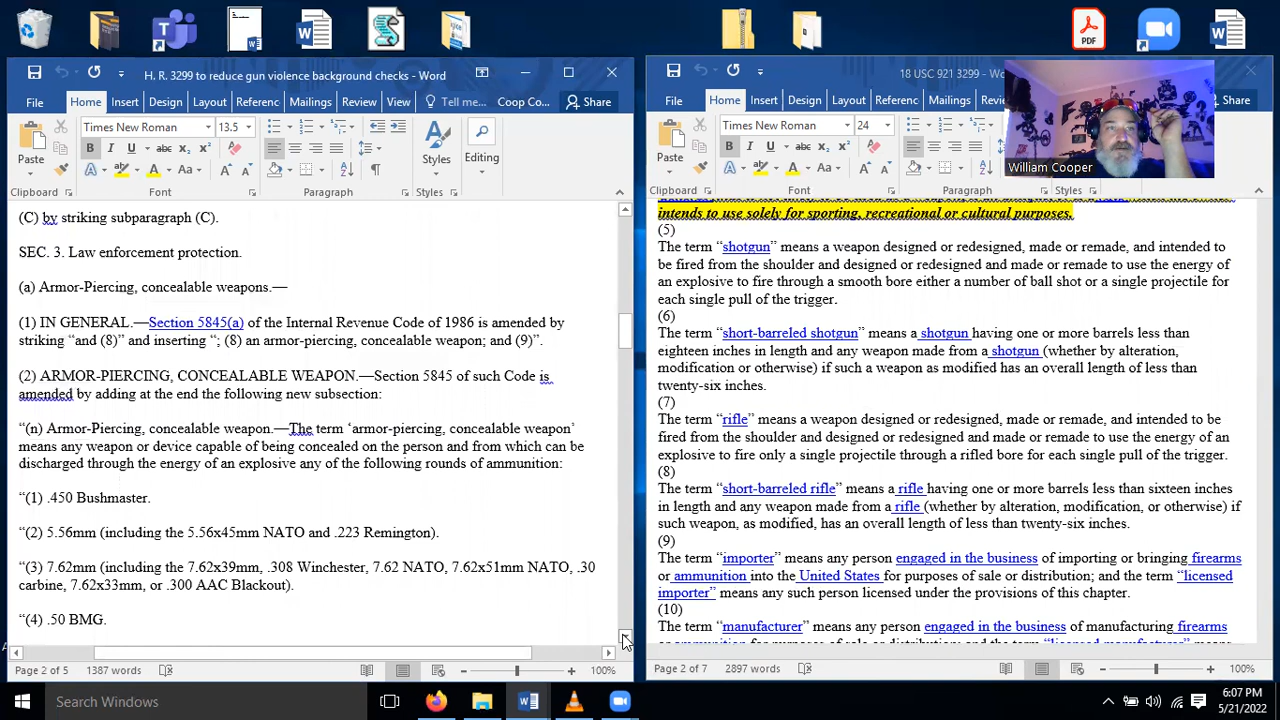 H. R. 3299 to reduce gun violence background checks - Word
File Home Insert Design Layout Referenc Mailings Review View Tell me... Coop Co... Share
Times New Roman 13.5
Paste Styles Editing
Clipboard Font Paragraph Styles
(C) by striking subparagraph (C).
SEC. 3. Law enforcement protection.
(a) Armor-Piercing, concealable weapons.—
(1) IN GENERAL.—Section 5845(a) of the Internal Revenue Code of 1986 is amended by
striking “and (8)” and inserting “; (8) an armor-piercing, concealable weapon; and (9)”.
(2) ARMOR-PIERCING, CONCEALABLE WEAPON.—Section 5845 of such Code is
amended by adding at the end the following new subsection:
“(n) Armor-Piercing, concealable weapon.—The term ‘armor-piercing, concealable weapon’
means any weapon or device capable of being concealed on the person and from which can be
discharged through the energy of an explosive any of the following rounds of ammunition:
“(1) .450 Bushmaster.
“(2) 5.56mm (including the 5.56x45mm NATO and .223 Remington).
“(3) 7.62mm (including the 7.62x39mm, .308 Winchester, 7.62 NATO, 7.62x51mm NATO, .30
carbine, 7.62x33mm, or .300 AAC Blackout).
“(4) .50 BMG.
Page 2 of 5 1387 words 100%
PDF
18 USC 921 3299 - Wo
File Home Insert Design Layout Referenc Mailings Revi Share
Times New Roman 24
William Cooper
Paste Styles Editing
Clipboard Font Paragraph Styles
intends to use solely for sporting, recreational or cultural purposes.
(5)
The term “shotgun” means a weapon designed or redesigned, made or remade, and intended to
be fired from the shoulder and designed or redesigned and made or remade to use the energy of
an explosive to fire through a smooth bore either a number of ball shot or a single projectile for
each single pull of the trigger.
(6)
The term “short-barreled shotgun” means a shotgun having one or more barrels less than
eighteen inches in length and any weapon made from a shotgun (whether by alteration,
modification or otherwise) if such a weapon as modified has an overall length of less than
twenty-six inches.
(7)
The term “rifle” means a weapon designed or redesigned, made or remade, and intended to be
fired from the shoulder and designed or redesigned and made or remade to use the energy of an
explosive to fire only a single projectile through a rifled bore for each single pull of the trigger.
(8)
The term “short-barreled rifle” means a rifle having one or more barrels less than sixteen inches
in length and any weapon made from a rifle (whether by alteration, modification, or otherwise) if
such weapon, as modified, has an overall length of less than twenty-six inches.
(9)
The term “importer” means any person engaged in the business of importing or bringing firearms
or ammunition into the United States for purposes of sale or distribution; and the term “licensed
importer” means any such person licensed under the provisions of this chapter.
(10)
The term “manufacturer” means any person engaged in the business of manufacturing firearms
Page 2 of 7 2897 words 100%
Search Windows
6:07 PM
5/21/2022